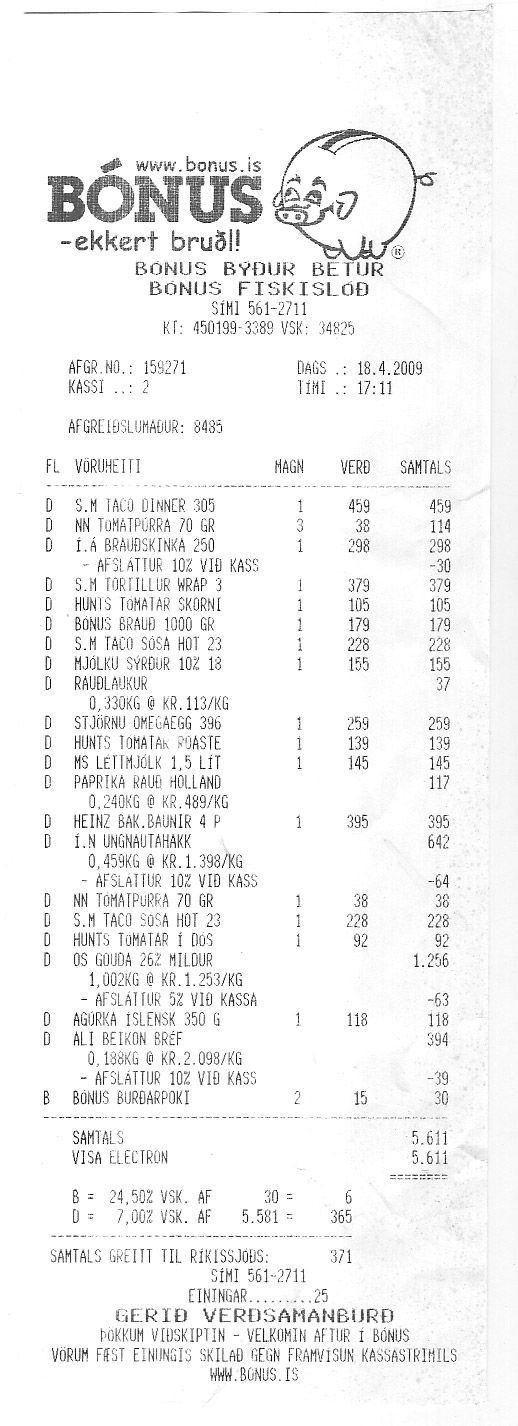 www.bonus.is
BÓNUS
-ekkert bruðl!
®
BÓNUS BÝÐUR BETUR
BÓNUS FISKISLÓÐ
SÍMI 561-2711
KT: 450199-3389 VSK: 34825
AFGR.NO.: 159271 DAGS .: 18.4.2009
KASSI ..: 2 TÍMI .: 17:11
AFGREIÐSLUMAÐUR: 8485
FL VÖRUHEITI MAGN VERÐ SAMTALS
D S.M TACO DINNER 305 1 459 459
D NN TÓMATPÚRRA 70 GR 3 38 114
D Í.Á BRAUÐSKINKA 250 1 298 298
- AFSLÁTTUR 10% VIÐ KASS -30
D S.M TORTILLUR WRAP 3 1 379 379
D HUNTS TÓMATAR SKORNI 1 105 105
D BÓNUS BRAUÐ 1000 GR 1 179 179
D S.M TACO SÓSA HOT 23 1 228 228
D MJÓLKU SÝRÐUR 10% 18 1 155 155
D RAUÐLAUKUR 37
0,330KG @ KR.113/KG
D STJÖRNU OMEGAEGG 396 1 259 259
D HUNTS TÓMATAR ROASTE 1 139 139
D MS LÉTTMJÓLK 1,5 LÍT 1 145 145
D PAPRIKA RAUÐ HOLLAND 117
0,240KG @ KR.489/KG
D HEINZ BAK.BAUNIR 4 P 1 395 395
D Í.N UNGNAUTAHAKK 642
0,459KG @ KR.1.398/KG
- AFSLÁTTUR 10% VIÐ KASS -64
D NN TÓMATPÚRRA 70 GR 1 38 38
D S.M TACO SÓSA HOT 23 1 228 228
D HUNTS TÓMATAR Í DÓS 1 92 92
D OS GOUDA 26% MILDUR 1.256
1,002KG @ KR.1.253/KG
- AFSLÁTTUR 5% VIÐ KASSA -63
D AGÚRKA ÍSLENSK 350 G 1 118 118
D ALI BEIKON BRÉF 394
0,188KG @ KR.2.098/KG
- AFSLÁTTUR 10% VIÐ KASS -39
B BÓNUS BURÐARPOKI 2 15 30
SAMTALS 5.611
VISA ELECTRON 5.611
========
B = 24,50% VSK. AF 30 = 6
D = 7,00% VSK. AF 5.581 = 365
SAMTALS GREITT TIL RÍKISSJÓÐS: 371
SÍMI 561-2711
EININGAR.........25
GERIÐ VERÐSAMANBURÐ
ÞÖKKUM VIÐSKIPTIN - VELKOMIN AFTUR Í BÓNUS
VÖRUM FÆST EINUNGIS SKILAÐ GEGN FRAMVÍSUN KASSASTRIMILS
WWW.BONUS.IS